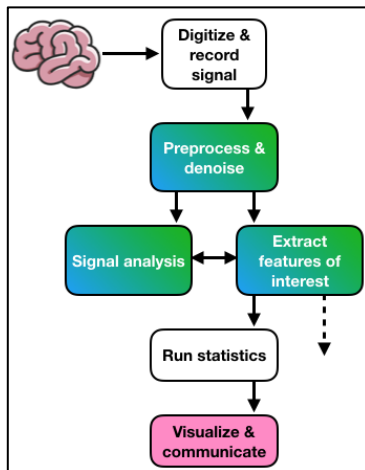 Digitize &
record
signal
Preprocess &
denoise
Signal analysis
Extract
features of
interest
Run statistics
Visualize &
communicate